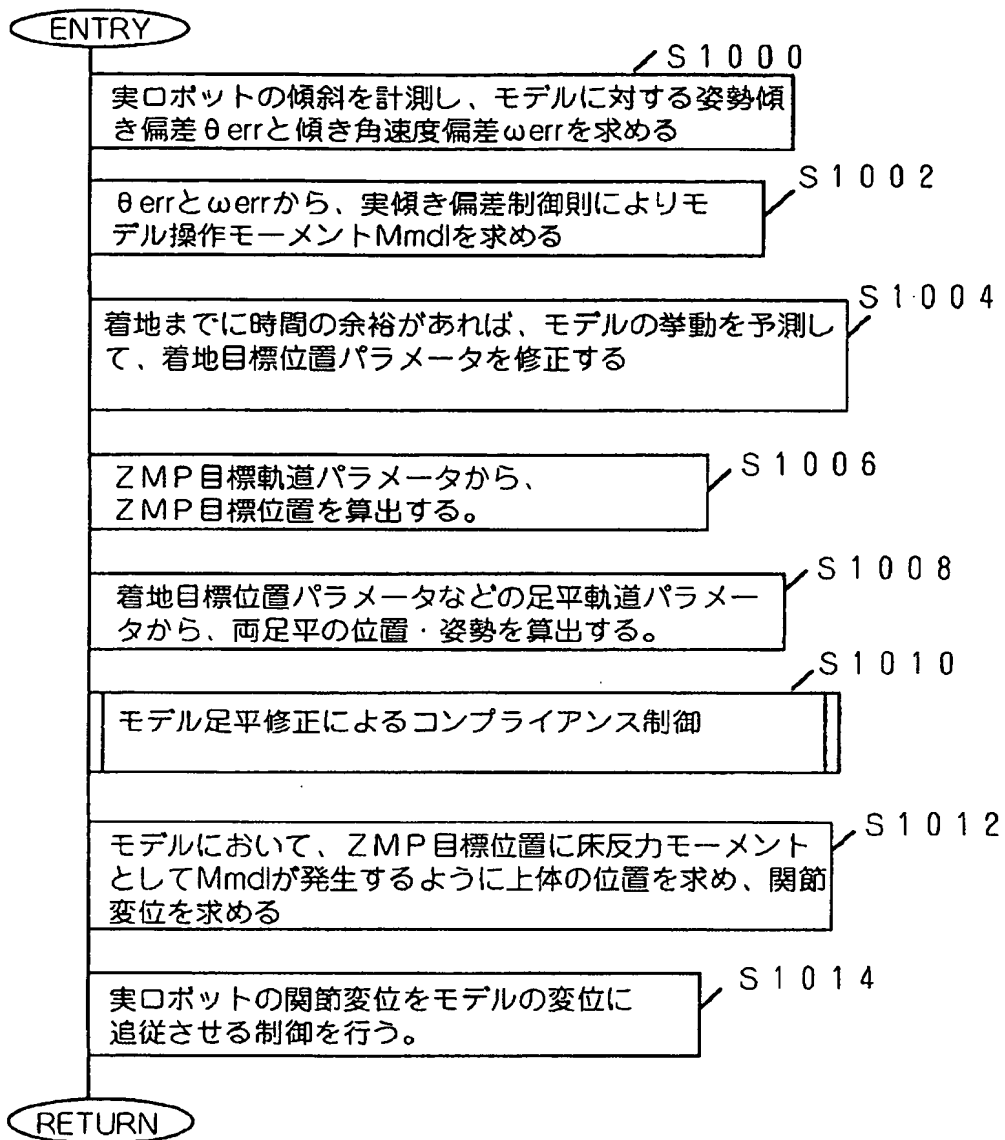 ENTRY
S1000
実ロボットの傾斜を計測し、モデルに対する姿勢傾
き偏差θerrと傾き角速度偏差ωerrを求める
S1002
θerrとωerrから、実傾き偏差制御則によりモ
デル操作モーメントMmdlを求める
S1004
着地までに時間の余裕があれば、モデルの挙動を予測し
て、着地目標位置パラメータを修正する
S1006
ZMP目標軌道パラメータから、
ZMP目標位置を算出する。
S1008
着地目標位置パラメータなどの足平軌道パラメー
タから、両足平の位置・姿勢を算出する。
S1010
モデル足平修正によるコンプライアンス制御
S1012
モデルにおいて、ZMP目標位置に床反力モーメント
としてMmdlが発生するように上体の位置を求め、関節
変位を求める
S1014
実ロボットの関節変位をモデルの変位に
追従させる制御を行う。
RETURN